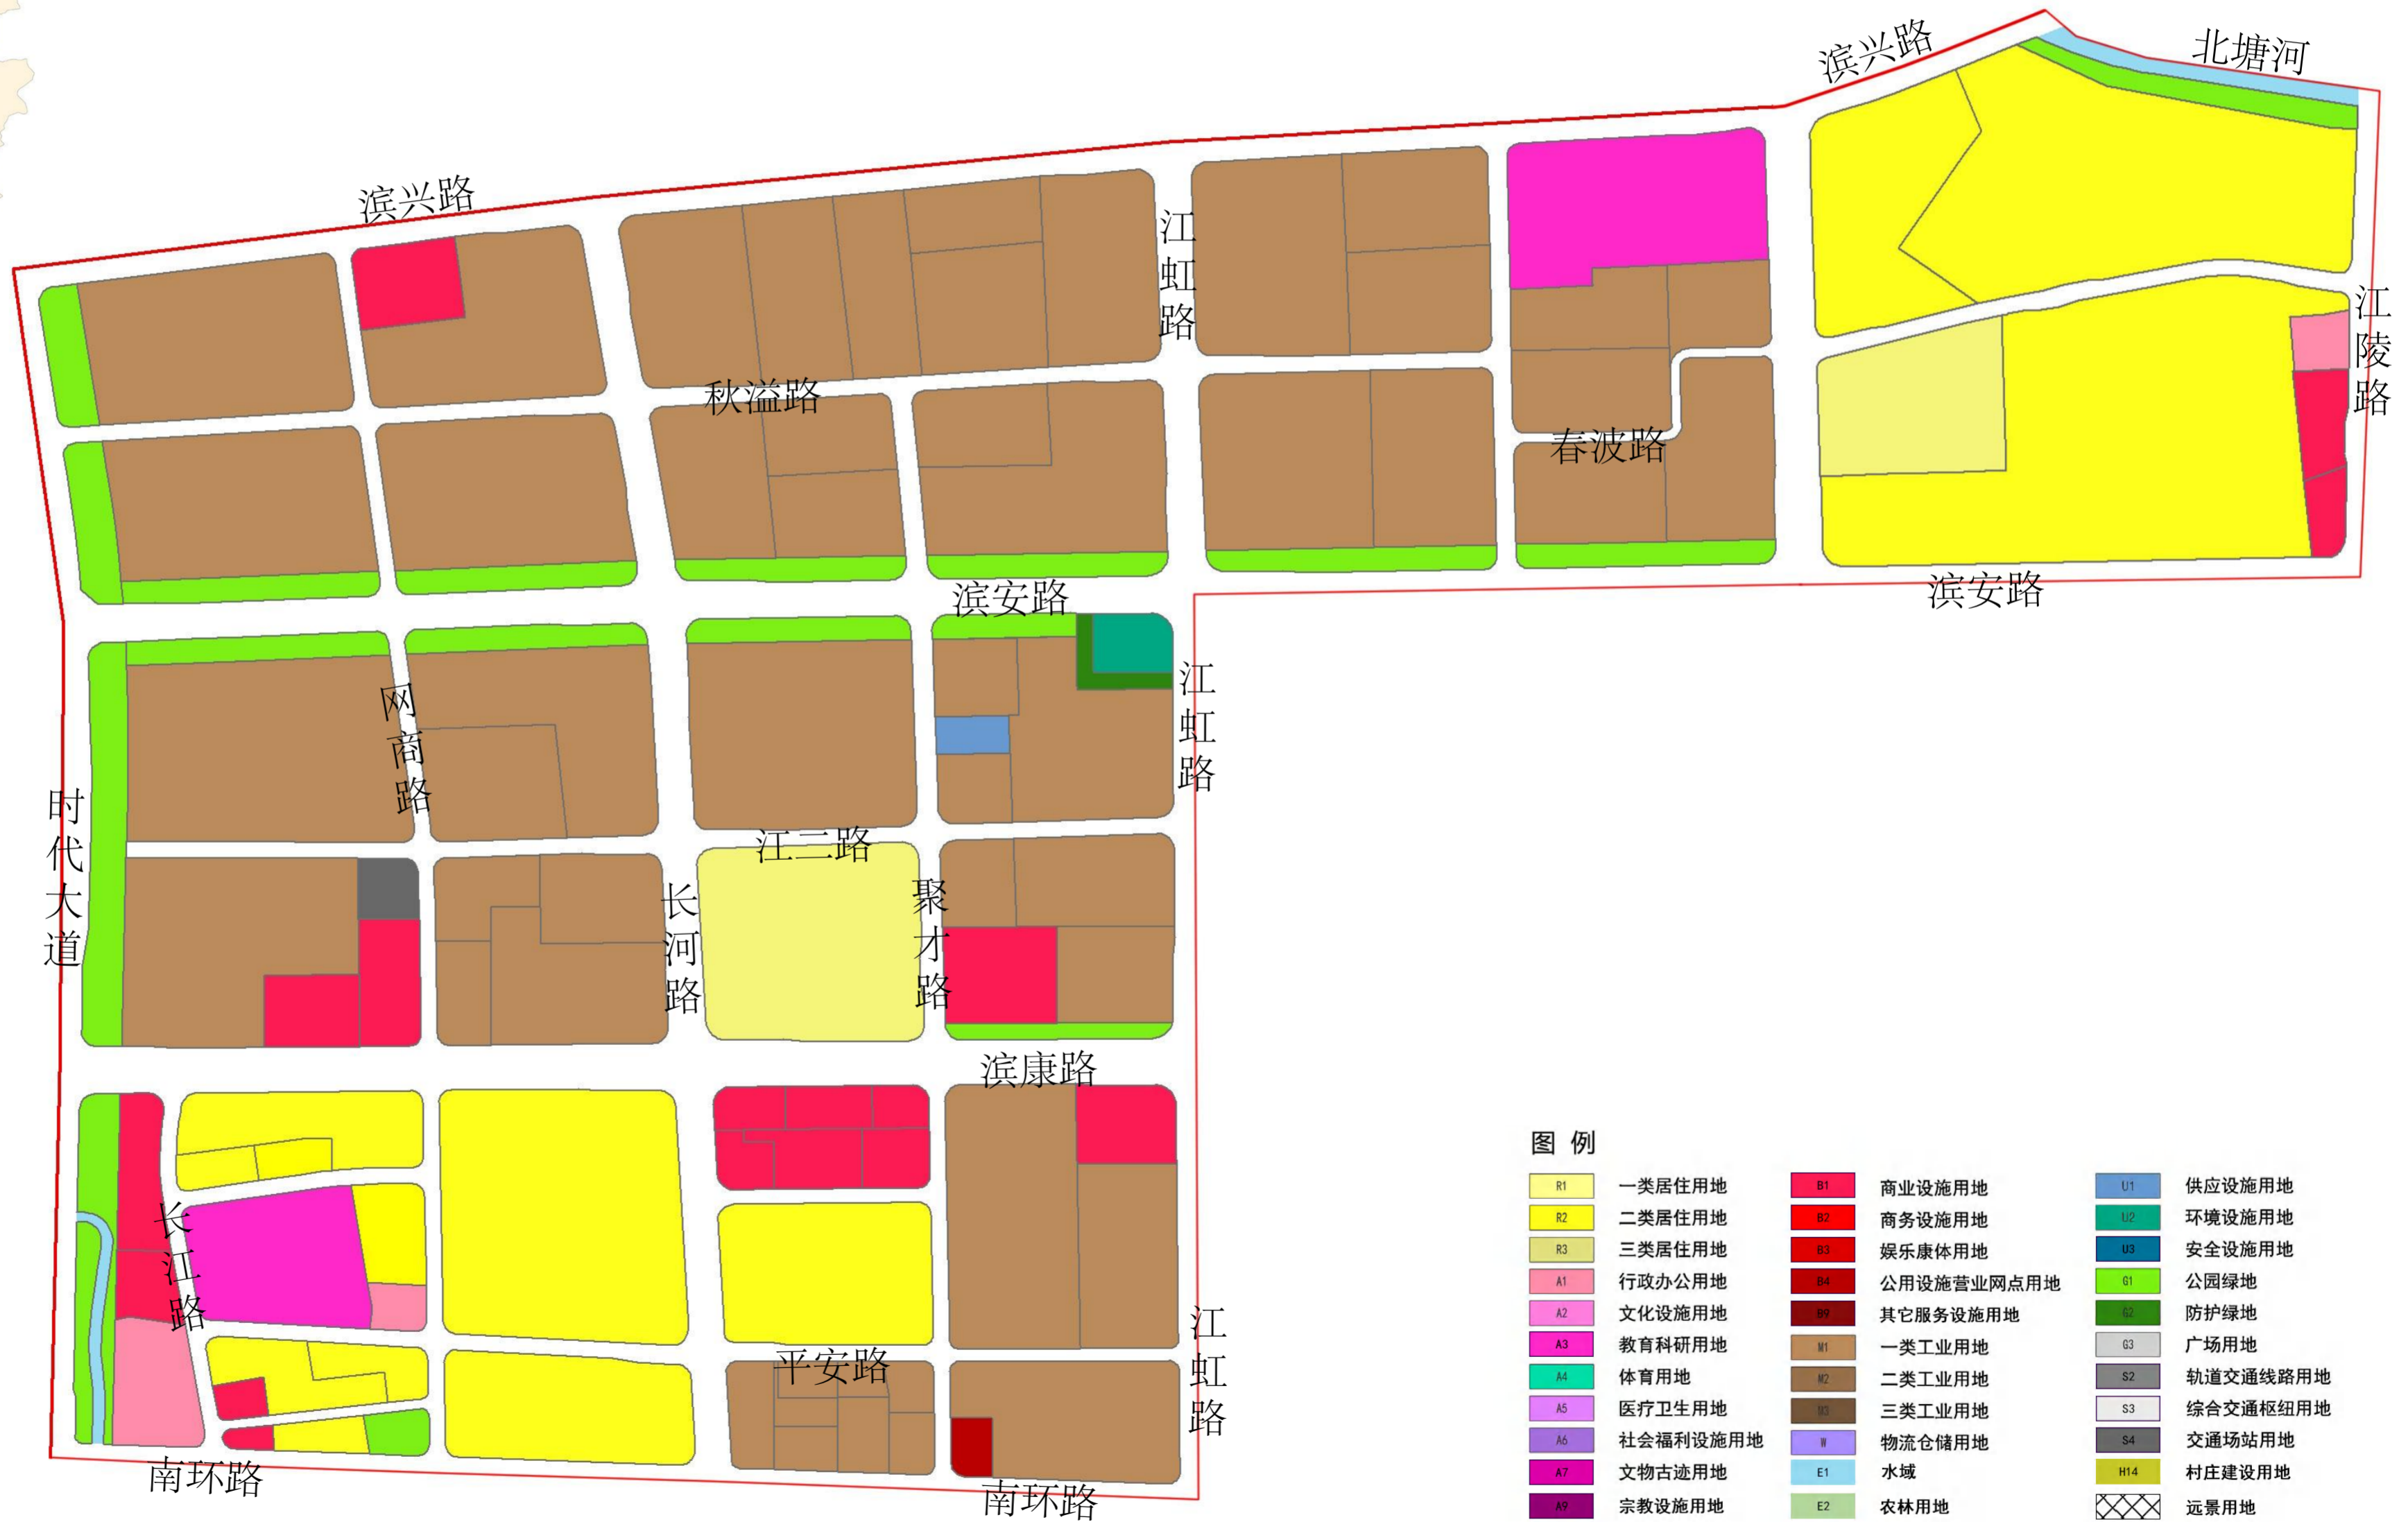 滨兴路
北塘河
滨兴路
江虹路
江陵路
秋溢路
春波路
滨安路
滨安路
网商路
江虹路
时代大道
江二路
长河路
聚才路
滨康路
长江路
平安路
江虹路
南环路
南环路
图 例
R1 一类居住用地
R2 二类居住用地
R3 三类居住用地
A1 行政办公用地
A2 文化设施用地
A3 教育科研用地
A4 体育用地
A5 医疗卫生用地
A6 社会福利设施用地
A7 文物古迹用地
A9 宗教设施用地
B1 商业设施用地
B2 商务设施用地
B3 娱乐康体用地
B4 公用设施营业网点用地
B9 其它服务设施用地
M1 一类工业用地
M2 二类工业用地
M3 三类工业用地
W 物流仓储用地
E1 水域
E2 农林用地
U1 供应设施用地
U2 环境设施用地
U3 安全设施用地
G1 公园绿地
G2 防护绿地
G3 广场用地
S2 轨道交通线路用地
S3 综合交通枢纽用地
S4 交通场站用地
H14 村庄建设用地
远景用地